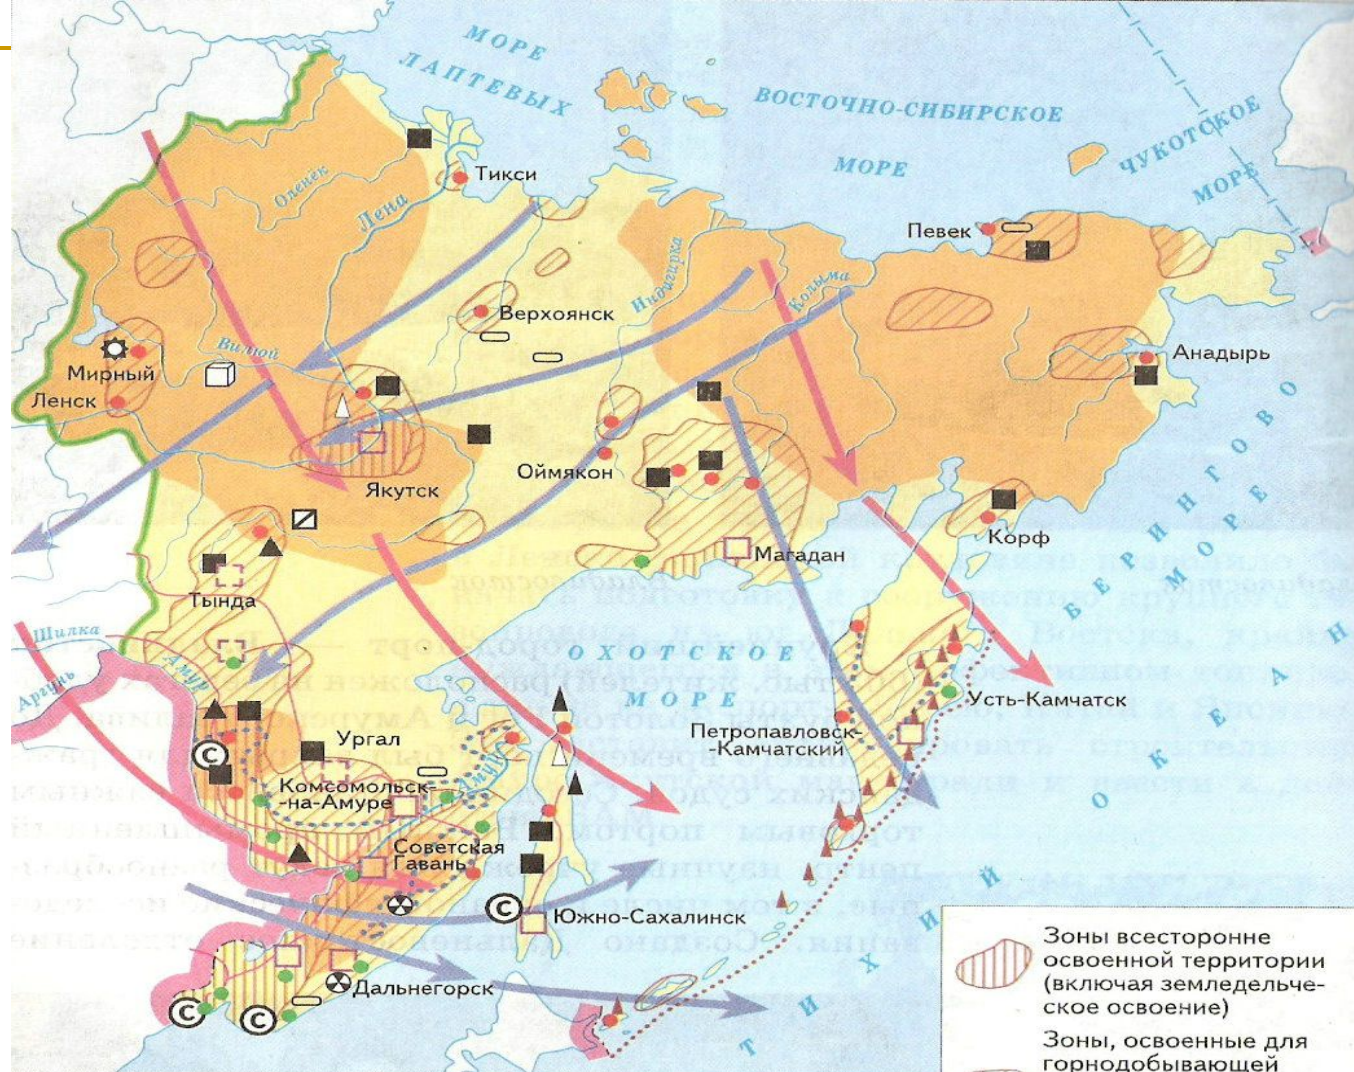 МОРЕ
ЛАПТЕВЫХ
ВОСТОЧНО-СИБИРСКОЕ
МОРЕ
ЧУКОТСКОЕ
МОРЕ
Оленёк
Лена
Тикси
Индигирка
Колыма
Певек
Верхоянск
Анадырь
Вилюй
Мирный
Ленск
Оймякон
Якутск
Корф
Магадан
Тында
БЕРИНГОВО
МОРЕ
Шилка
Аргунь
Амур
ОХОТСКОЕ
МОРЕ
Усть-Камчатск
Петропавловск-
-Камчатский
Ургал
Амур
Комсомольск-
-на-Амуре
Советская
Гавань
С
С
Южно-Сахалинск
Дальнегорск
С
С
ТИХИЙ ОКЕАН
Зоны всесторонне
освоенной территории
(включая земледельче-
ское освоение)
Зоны, освоенные для
горнодобывающей